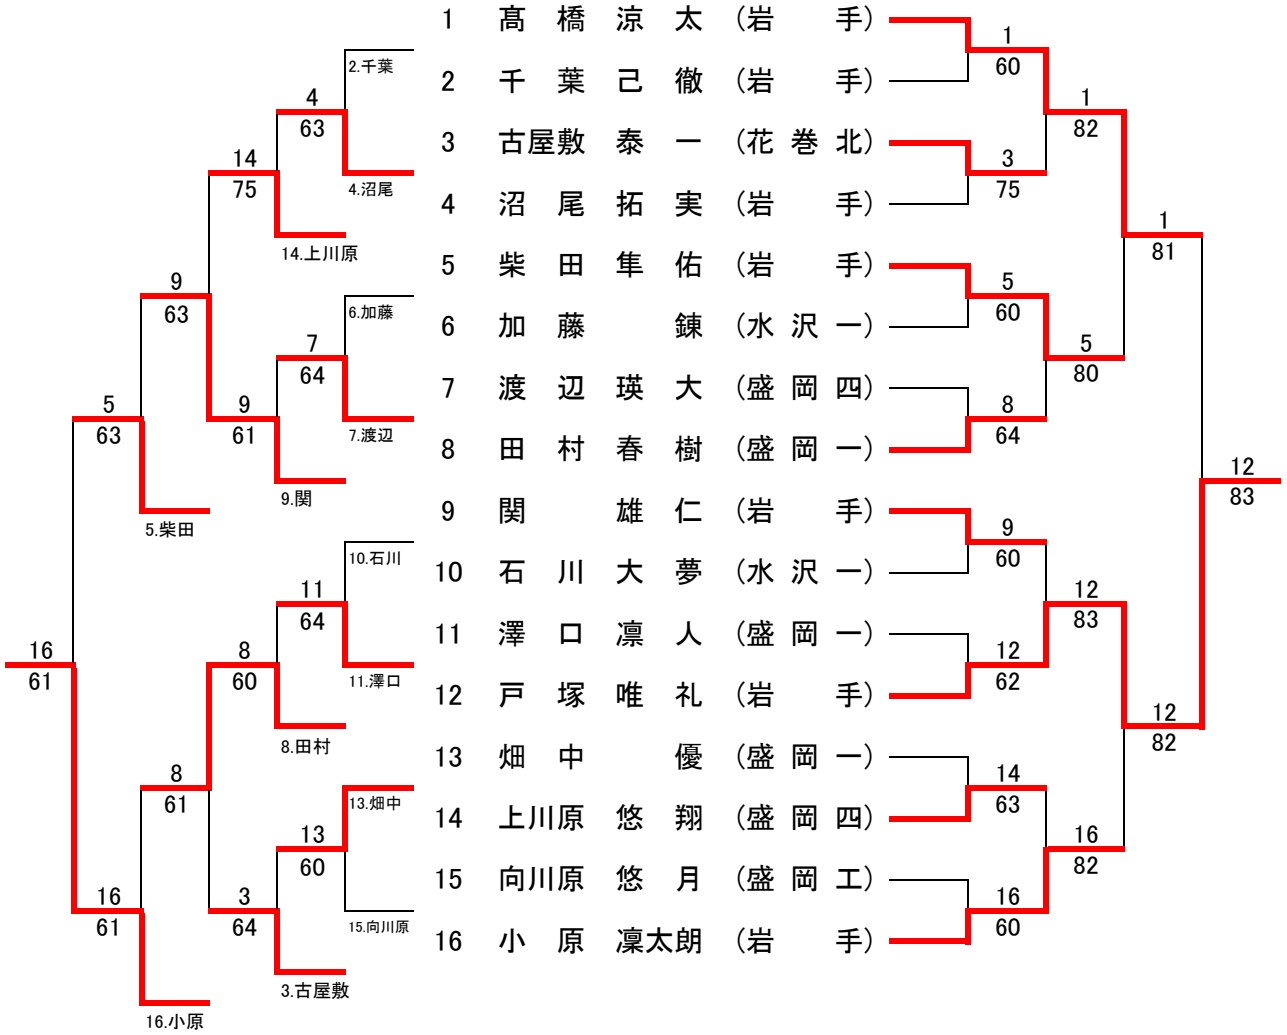 1 髙橋涼太 (岩手)
2 千葉己徹 (岩手)
3 古屋敷泰一 (花巻北)
4 沼尾拓実 (岩手)
5 柴田隼佑 (岩手)
6 加藤錬 (水沢一)
7 渡辺瑛大 (盛岡四)
8 田村春樹 (盛岡一)
9 関雄仁 (岩手)
10 石川大夢 (水沢一)
11 澤口凛人 (盛岡一)
12 戸塚唯礼 (岩手)
13 畑中優 (盛岡一)
14 上川原悠翔 (盛岡四)
15 向川原悠月 (盛岡工)
16 小原凜太朗 (岩手)
2.千葉
4
63
4.沼尾
14
75
14.上川原
9
63
6.加藤
7
64
7.渡辺
9
61
9.関
5
63
5.柴田
10.石川
11
64
11.澤口
16
61
8
60
8.田村
8
61
13.畑中
13
60
15.向川原
16
61
3
64
3.古屋敷
16.小原
1
60
1
82
3
75
1
81
5
60
5
80
8
64
12
83
9
60
12
83
12
62
12
82
14
63
16
82
16
60